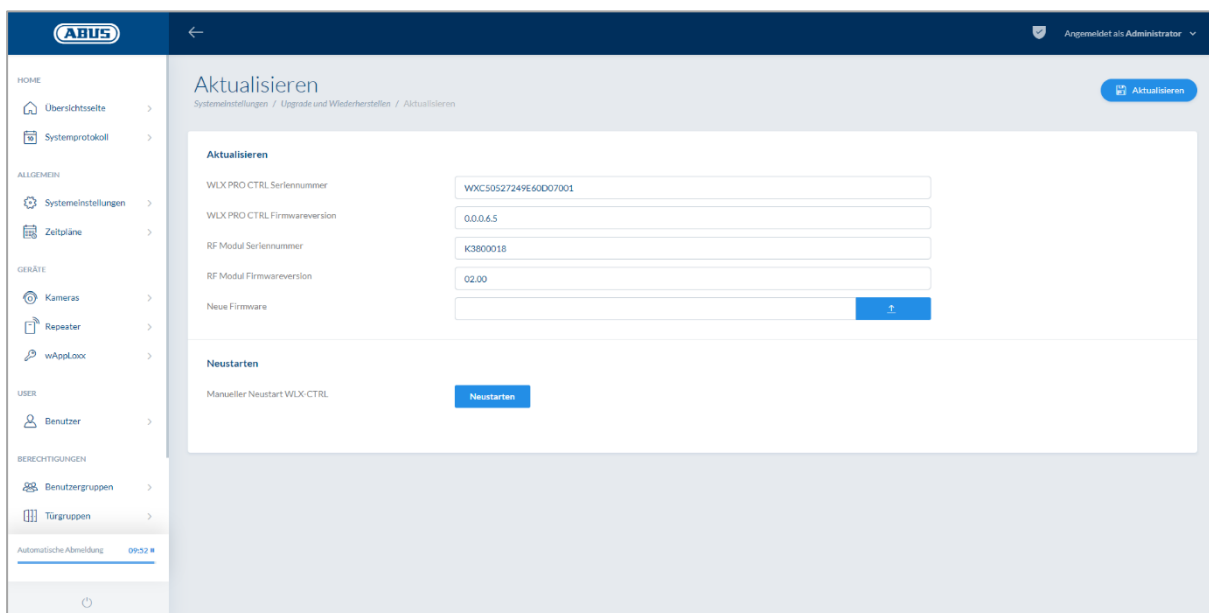 ABUS
Angemeldet als Administrator
HOME
Übersichtsseite
Systemprotokoll
ALLGEMEIN
Systemeinstellungen
Zeitpläne
GERÄTE
Kameras
Repeater
wAppLoxx
USER
Benutzer
BERECHTIGUNGEN
Benutzergruppen
Türgruppen
Automatische Abmeldung 09:52
Aktualisieren
Systemeinstellungen / Upgrade und Wiederherstellen / Aktualisieren
Aktualisieren
Aktualisieren
WLX PRO CTRL Seriennummer WXC50527249E60D07001
WLX PRO CTRL Firmwareversion 0.0.0.6.5
RF Modul Seriennummer K3800018
RF Modul Firmwareversion 02.00
Neue Firmware
Neustarten
Manueller Neustart WLX-CTRL Neustarten